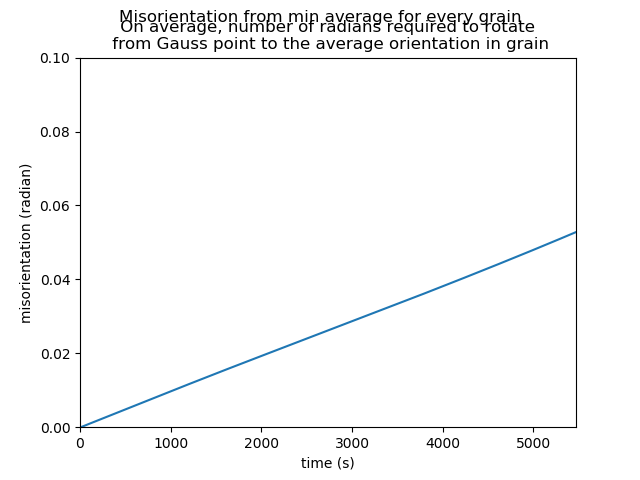 Misorientation from min average for every grain
On average, number of radians required to rotate
from Gauss point to the average orientation in grain
0.10
0.08
0.06
0.04
0.02
0.00
misorientation (radian)
0 1000 2000 3000 4000 5000
time (s)